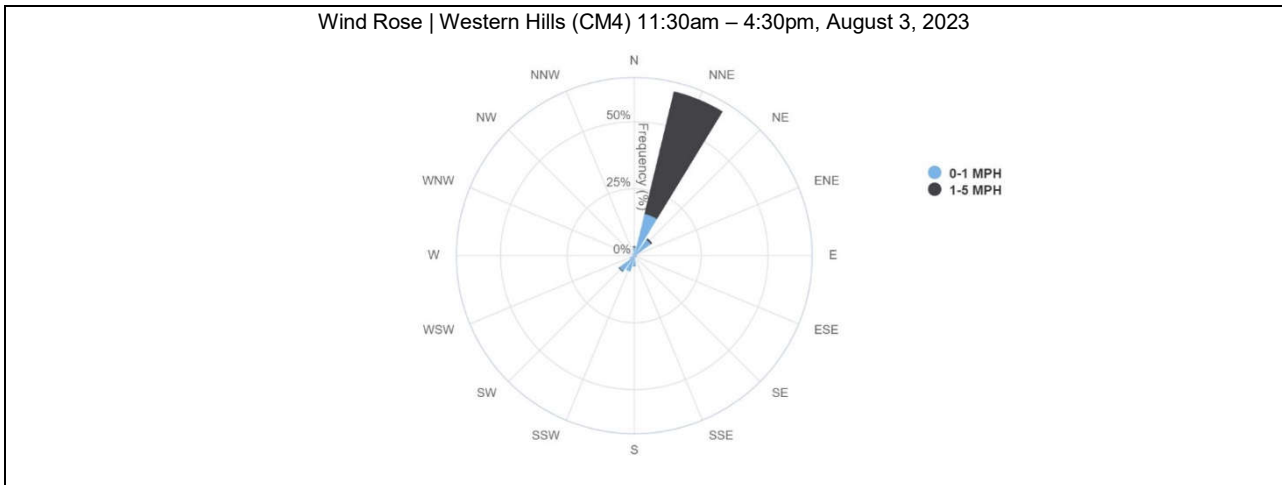 Wind Rose | Western Hills (CM4) 11:30am – 4:30pm, August 3, 2023
N
NNW
NNE
NW
NE
50%
Frequency (%)
WNW
25%
ENE
0-1 MPH
1-5 MPH
W
0%
E
WSW
ESE
SW
SE
SSW
SSE
S